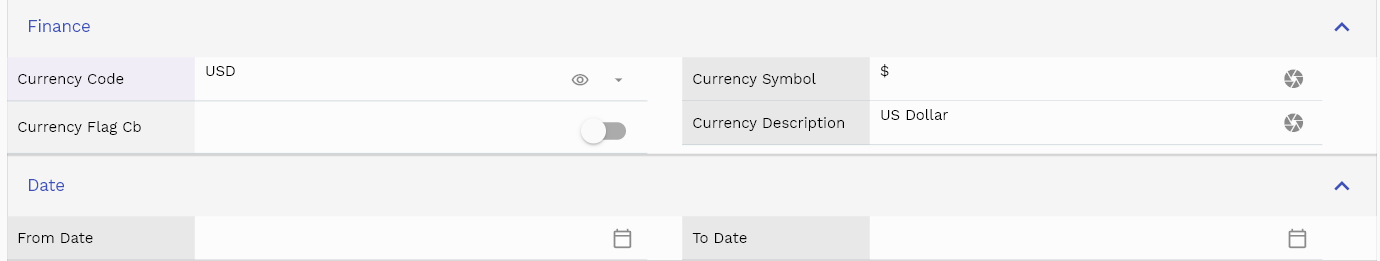 Finance
Currency Code USD Currency Symbol $
Currency Flag Cb Currency Description US Dollar
Date
From Date To Date